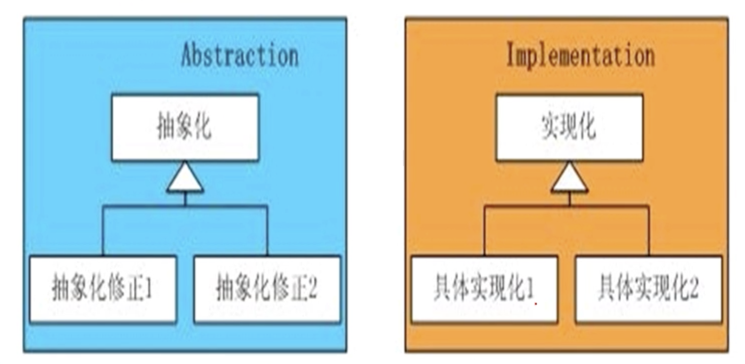 Abstraction
抽象化
抽象化修正1
抽象化修正2
Implementation
实现化
具体实现化1
具体实现化2